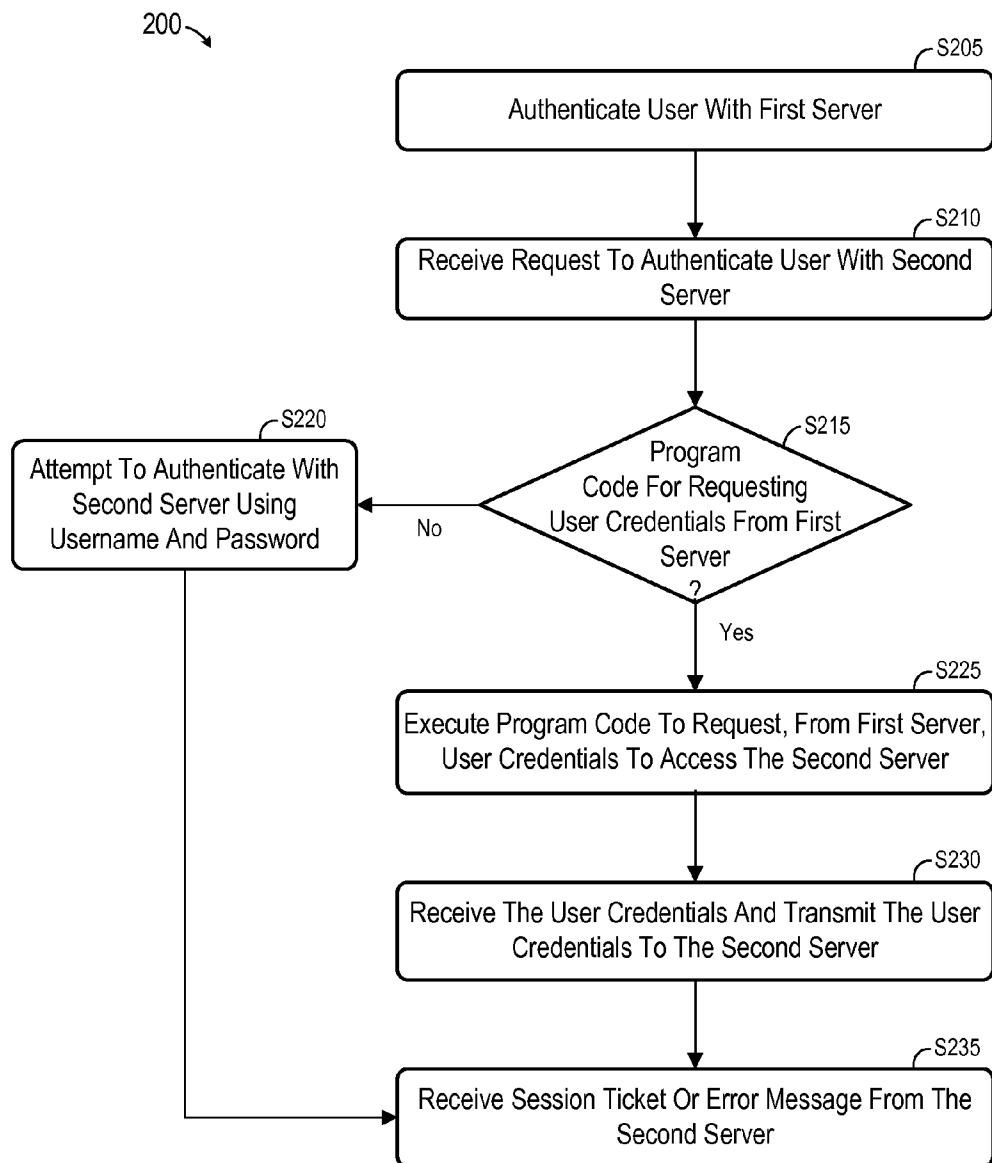 200
S205
Authenticate User With First Server
S210
Receive Request To Authenticate User With Second
Server
S215
Program
Code For Requesting
User Credentials From First
Server
?
No
S220
Attempt To Authenticate With
Second Server Using
Username And Password
Yes
S225
Execute Program Code To Request, From First Server,
User Credentials To Access The Second Server
S230
Receive The User Credentials And Transmit The User
Credentials To The Second Server
S235
Receive Session Ticket Or Error Message From The
Second Server